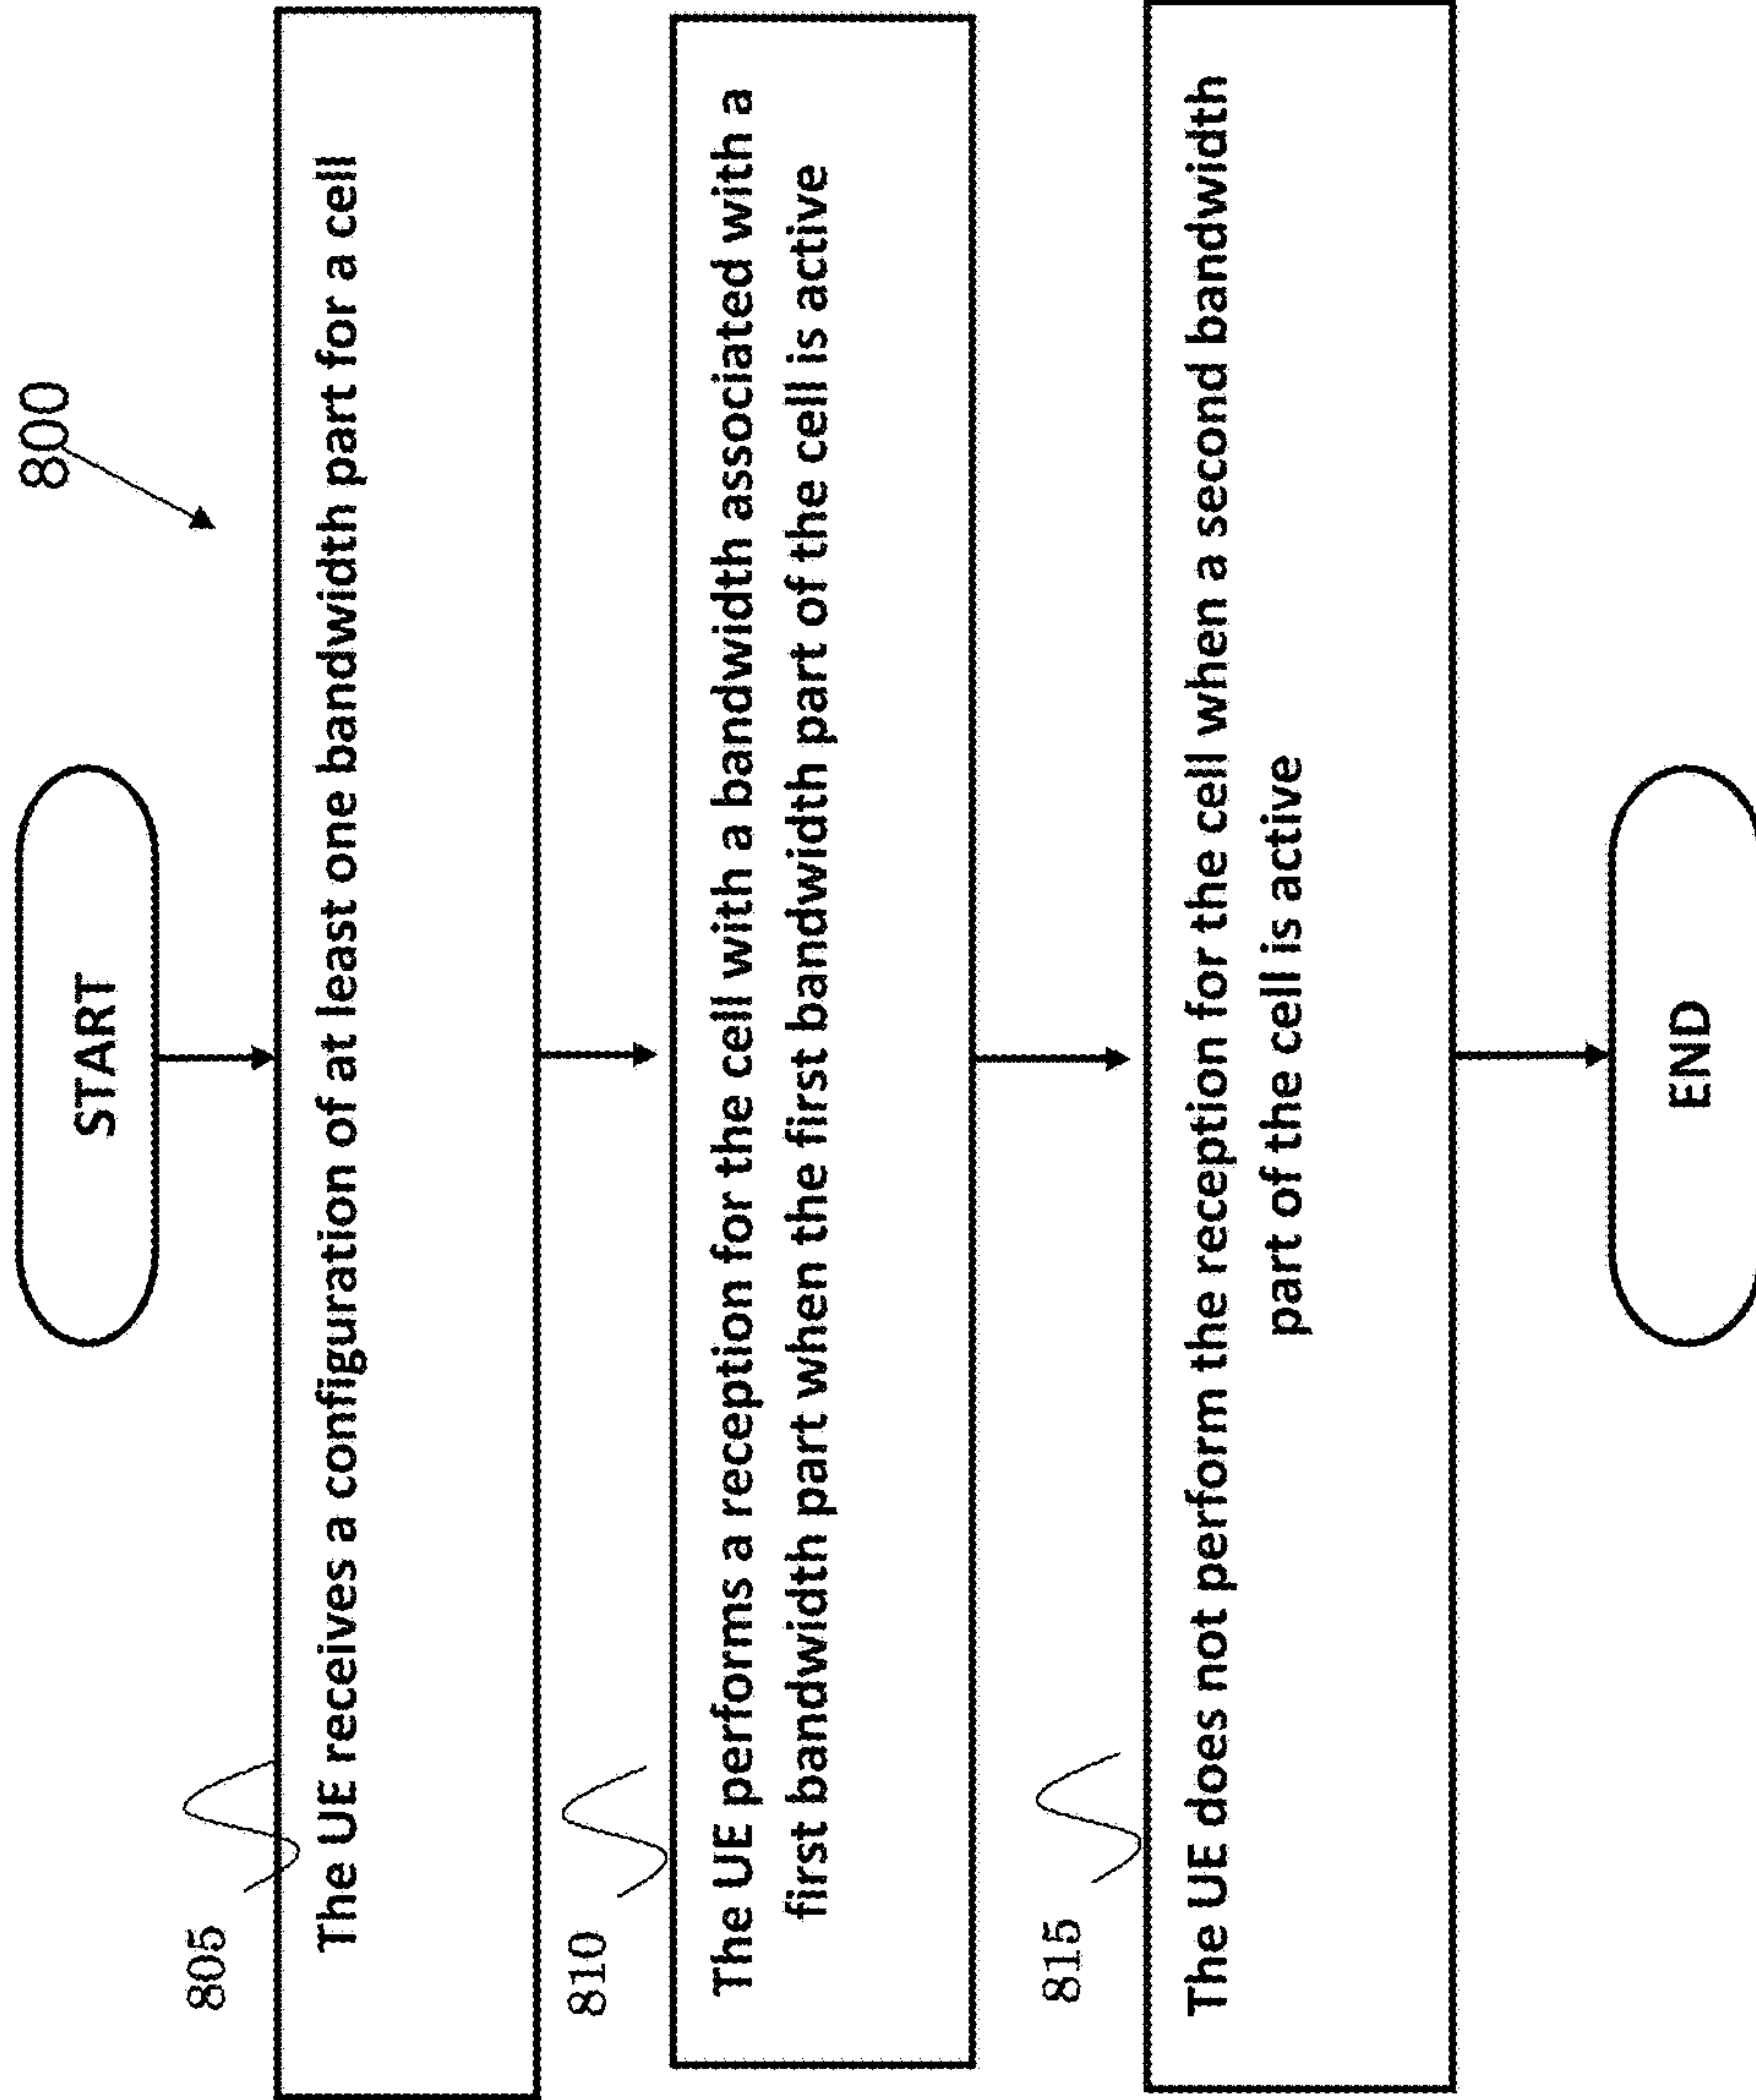 800
START
805
The UE receives a configuration of at least one bandwidth part for a cell
810
The UE performs a reception for the cell with a bandwidth associated with a
first bandwidth part when the first bandwidth part of the cell is active
815
The UE does not perform the reception for the cell when a second bandwidth
part of the cell is active
END